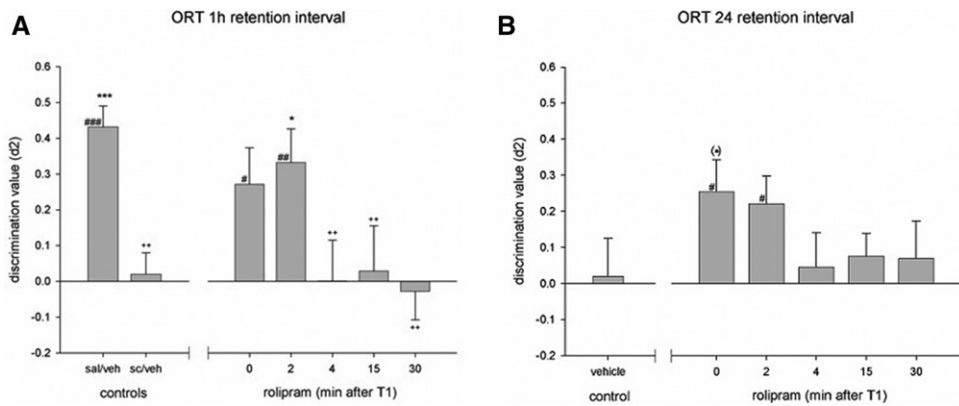 A
ORT 1h retention interval
discrimination value (d2)
0.6
0.5
0.4
0.3
0.2
0.1
0.0
-0.1
-0.2
***
###
++
#
*
##
++
++
++
sal/veh sc/veh
controls
0 2 4 15 30
rolipram (min after T1)
B
ORT 24 retention interval
discrimination value (d2)
0.6
0.5
0.4
0.3
0.2
0.1
0.0
-0.1
-0.2
(*)
#
#
vehicle
control
0 2 4 15 30
rolipram (min after T1)